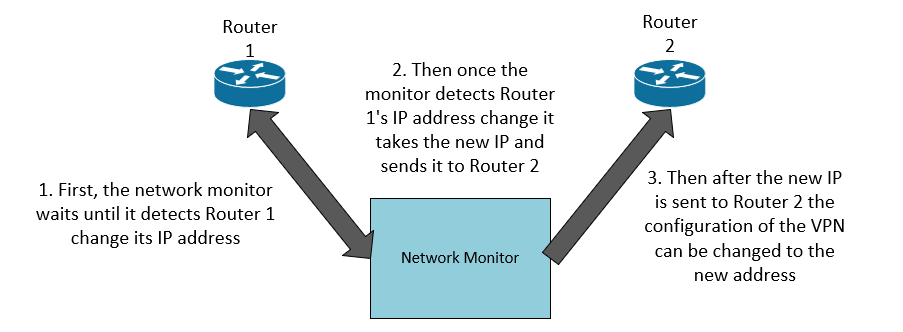 Router
1
Router
2
2. Then once the
monitor detects Router
1's IP address change it
takes the new IP and
sends it to Router 2
1. First, the network monitor
waits until it detects Router 1
change its IP address
3. Then after the new IP
is sent to Router 2 the
configuration of the VPN
can be changed to the
new address
Network Monitor